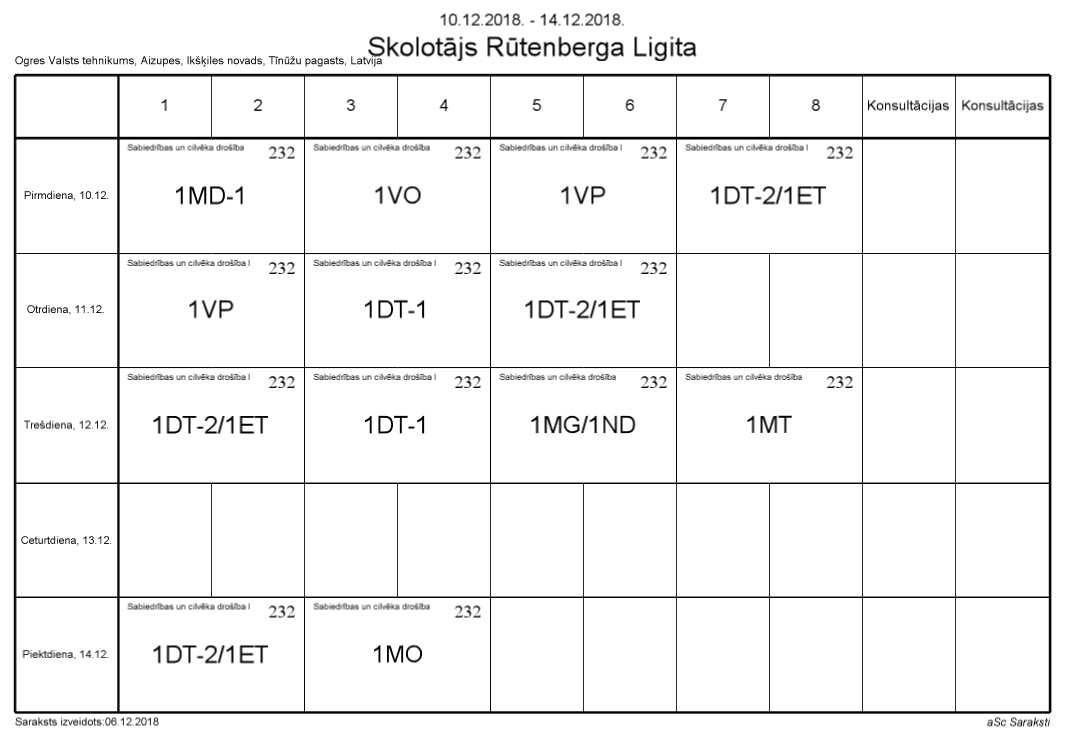 10.12.2018. - 14.12.2018.
Skolotājs Rūtenberga Ligita
Ogres Valsts tehnikums, Aizupes, Ikšķiles novads, Tīnūžu pagasts, Latvija
1 2 3 4 5 6 7 8 Konsultācijas Konsultācijas
Sabiedrības un cilvēka drošība 232 Sabiedrības un cilvēka drošība 232 Sabiedrības un cilvēka drošība I 232 Sabiedrības un cilvēka drošība I 232
Pirmdiena, 10.12. 1MD-1 1VO 1VP 1DT-2/1ET
Sabiedrības un cilvēka drošība I 232 Sabiedrības un cilvēka drošība I 232 Sabiedrības un cilvēka drošība I 232
Otrdiena, 11.12. 1VP 1DT-1 1DT-2/1ET
Sabiedrības un cilvēka drošība I 232 Sabiedrības un cilvēka drošība I 232 Sabiedrības un cilvēka drošība 232 Sabiedrības un cilvēka drošība 232
Trešdiena, 12.12. 1DT-2/1ET 1DT-1 1MG/1ND 1MT
Ceturtdiena, 13.12.
Sabiedrības un cilvēka drošība I 232 Sabiedrības un cilvēka drošība 232
Piektdiena, 14.12. 1DT-2/1ET 1MO
Saraksts izveidots:06.12.2018 aSc Saraksti